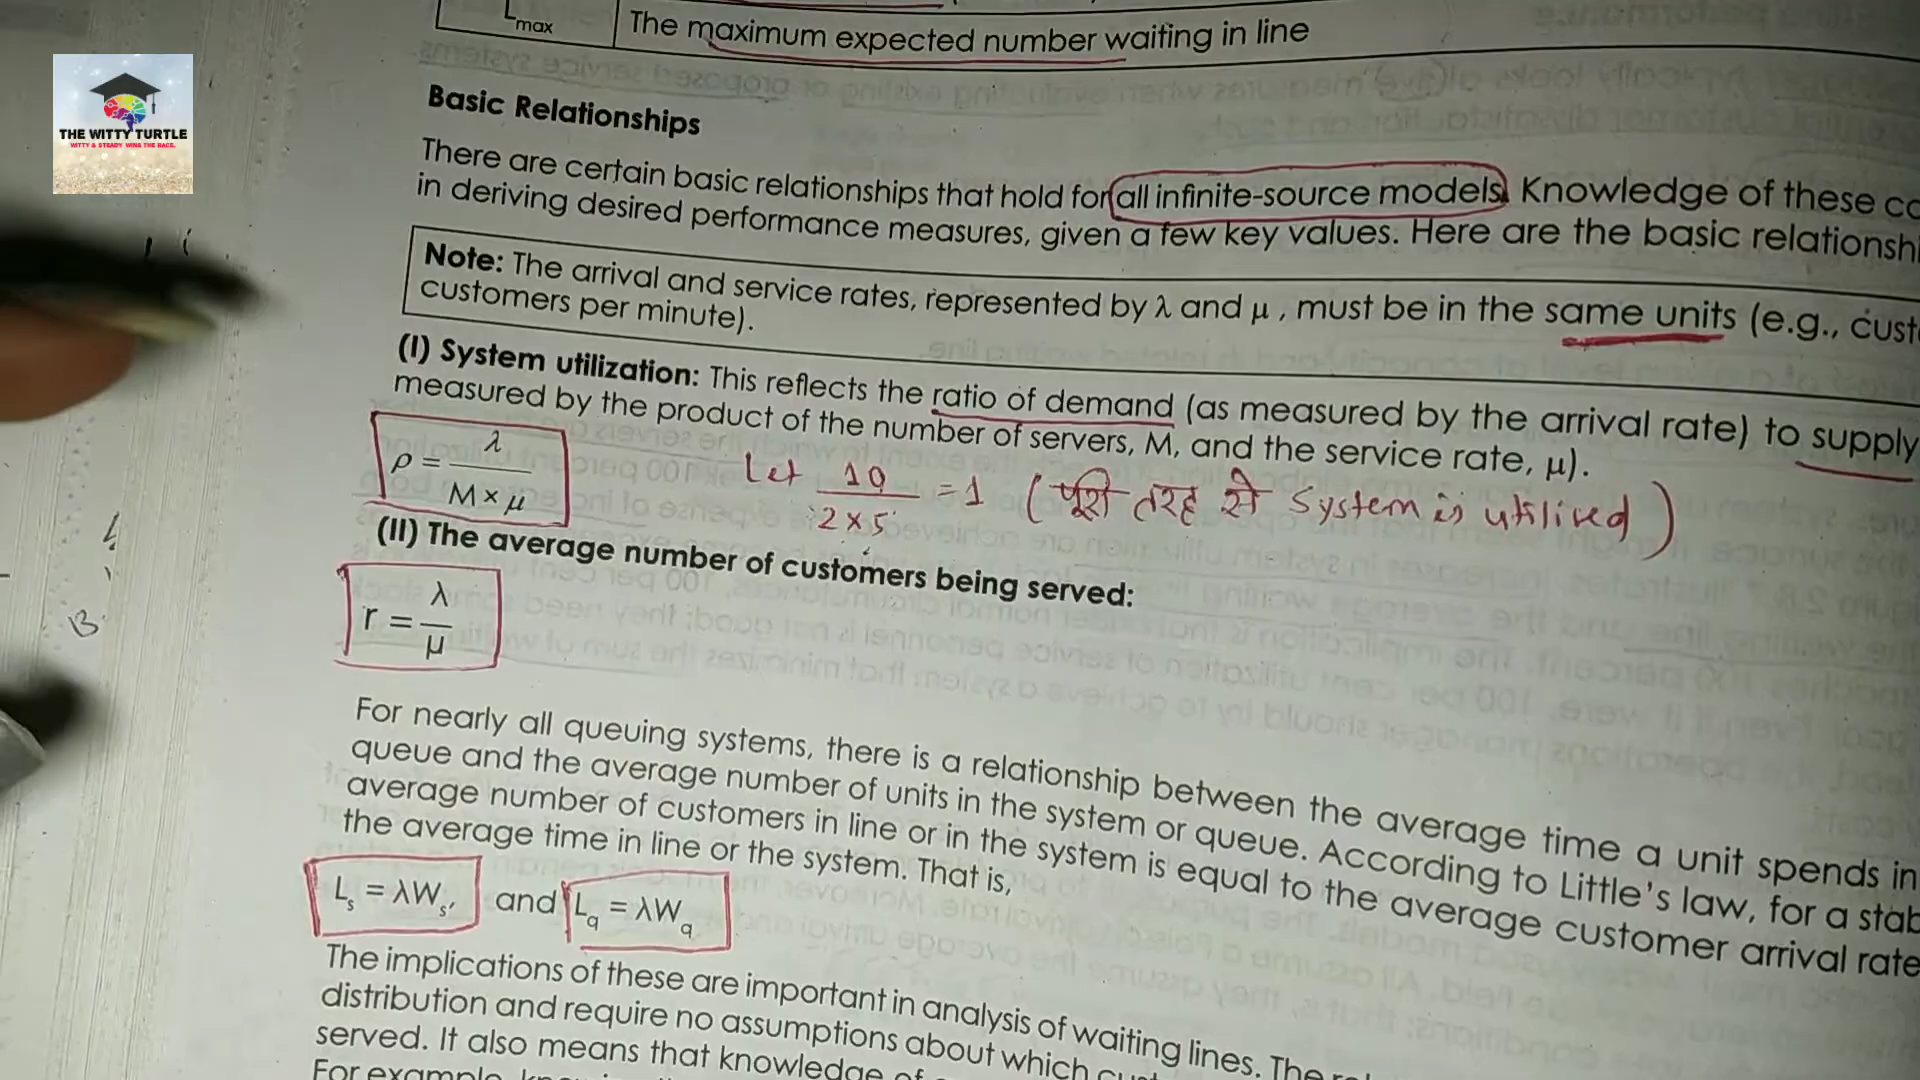 L max The maximum expected number waiting in line
THE WITTY TURTLE
WITTY & STEADY WINS THE RACE.
Basic Relationships
There are certain basic relationships that hold for all infinite-source models. Knowledge of these
in deriving desired performance measures, given a few key values. Here are the basic
Note: The arrival and service rates, represented by λ and μ , must be in the same units (e.g.,
customers per minute).
(I) System utilization: This reflects the ratio of demand (as measured by the arrival rate) to supply
measured by the product of the number of servers, M, and the service rate, μ).
ρ = λ / M × μ
Let 10 / 2 x 5 = 1 (पूरी तरह से System is utilized)
(II) The average number of customers being served:
r = λ / μ
B
For nearly all queuing systems, there is a relationship between the average time a unit spends in
queue and the average number of units in the system or queue. According to Little's law, for a
average number of customers in line or in the system is equal to the average customer arrival rate
the average time in line or the system. That is,
Ls = λWs, and Lq = λWq
The implications of these are important in analysis of waiting lines. The
distribution and require no assumptions about which
served. It also means that knowledge of
For example,